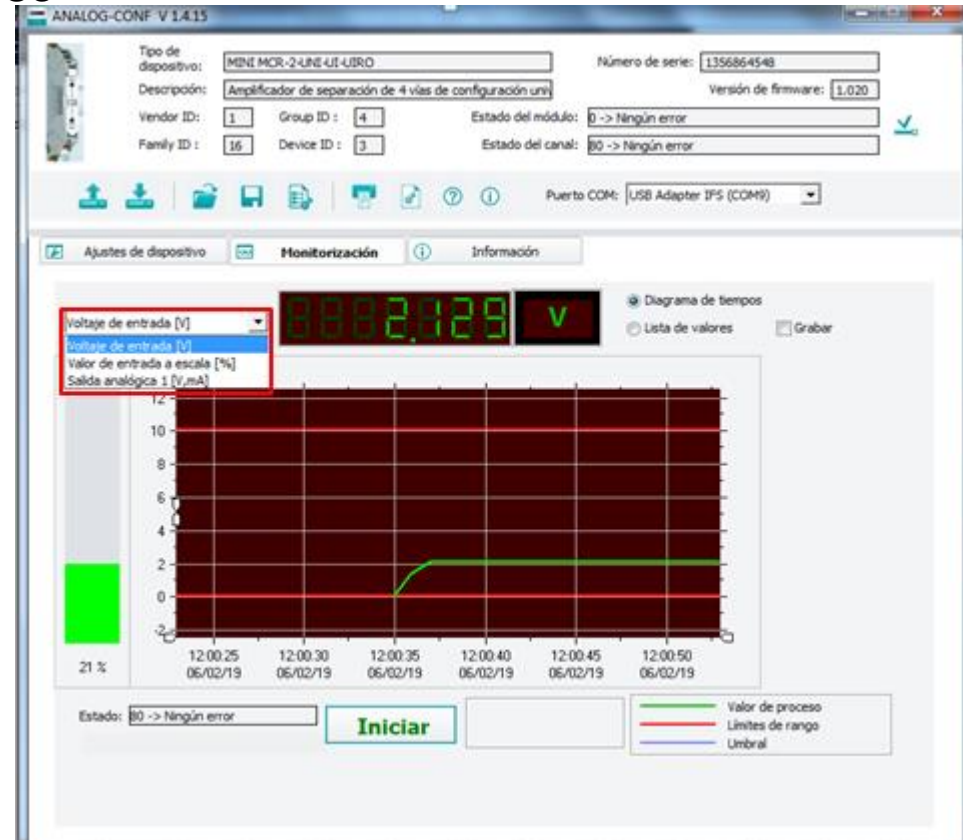 ANALOG-CONF V 1.4.15
Tipo de dispositivo: MINI MCR-2-UNI-UI-UIRO Número de serie: 1356864548
Descripción: Amplificador de separación de 4 vías de configuración univ Versión de firmware: 1.020
Vendor ID: 1 Group ID : 4 Estado del módulo: 0 -> Ningún error
Family ID : 16 Device ID : 3 Estado del canal: 80 -> Ningún error
Puerto COM: USB Adapter IFS (COM9)
Ajustes de dispositivo Monitorización Información
Voltaje de entrada [V] 2.129 V Diagrama de tiempos
Lista de valores Grabar
Voltaje de entrada [V]
Valor de entrada a escala [%]
Salida analógica 1 [V,mA]
12
10
8
6
4
2
0
-2
12:00:25 12:00:30 12:00:35 12:00:40 12:00:45 12:00:50
21 % 06/02/19 06/02/19 06/02/19 06/02/19 06/02/19 06/02/19
Estado: 80 -> Ningún error Iniciar
Valor de proceso
Límites de rango
Umbral